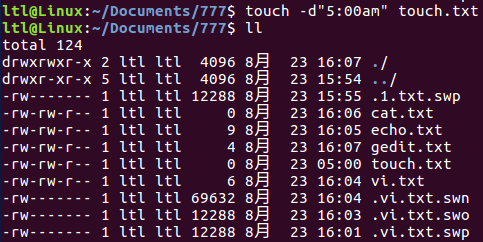 ltl@Linux:~/Documents/777$ touch -d"5:00am" touch.txt
ltl@Linux:~/Documents/777$ ll
total 124
drwxrwxr-x 2 ltl ltl  4096 8月  23 16:07 ./
drwxrwxr-x 5 ltl ltl  4096 8月  23 15:54 ../
-rw------- 1 ltl ltl 12288 8月  23 15:55 .1.txt.swp
-rw-rw-r-- 1 ltl ltl     0 8月  23 16:06 cat.txt
-rw-rw-r-- 1 ltl ltl     9 8月  23 16:05 echo.txt
-rw-rw-r-- 1 ltl ltl     4 8月  23 16:07 gedit.txt
-rw-rw-r-- 1 ltl ltl     0 8月  23 05:00 touch.txt
-rw-rw-r-- 1 ltl ltl     6 8月  23 16:04 vi.txt
-rw------- 1 ltl ltl 69632 8月  23 16:04 .vi.txt.swn
-rw------- 1 ltl ltl 12288 8月  23 16:03 .vi.txt.swo
-rw------- 1 ltl ltl 12288 8月  23 16:01 .vi.txt.swp